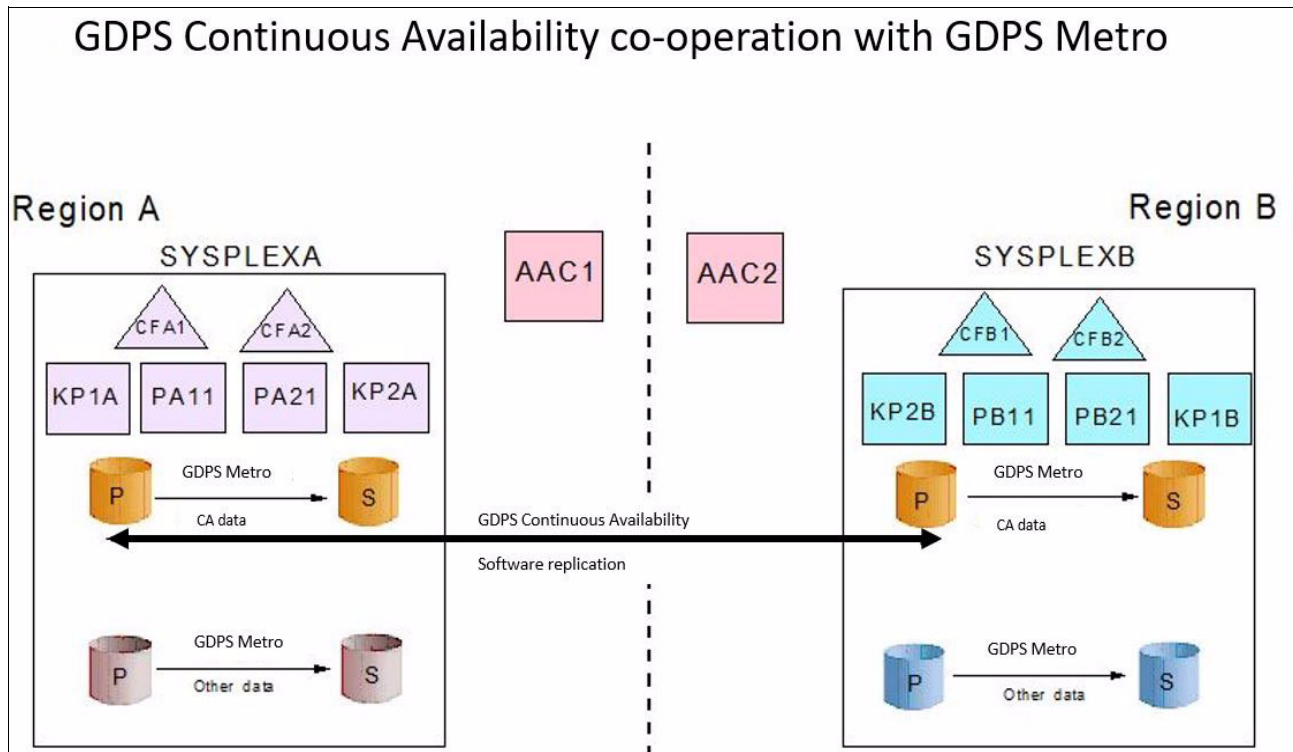 GDPS Continuous Availability co-operation with GDPS Metro
Region A
Region B
SYSPLEXA
AAC1
AAC2
SYSPLEXB
CFA1
CFA2
CFB1
CFB2
KP1A
PA11
PA21
KP2A
KP2B
PB11
PB21
KP1B
P
GDPS Metro
CA data
S
P
GDPS Metro
CA data
S
GDPS Continuous Availability
Software replication
P
GDPS Metro
Other data
S
P
GDPS Metro
Other data
S